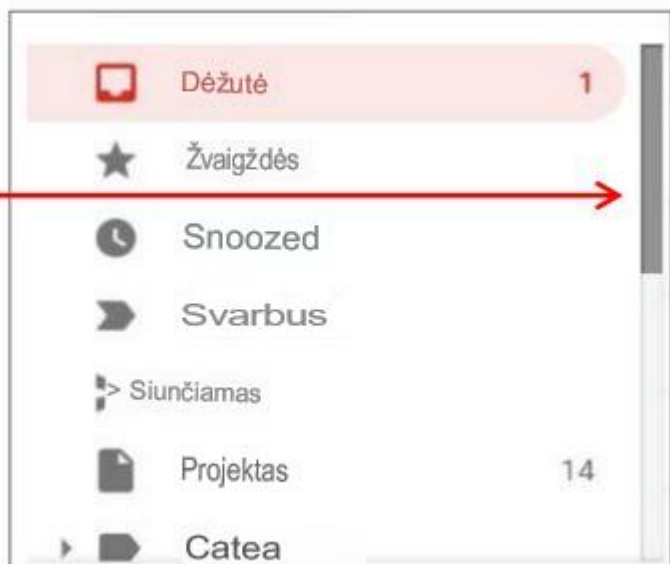 Dėžutė 1
Žvaigždės
Snoozed
Svarbus
> Siunčiamas
Projektas 14
Catea